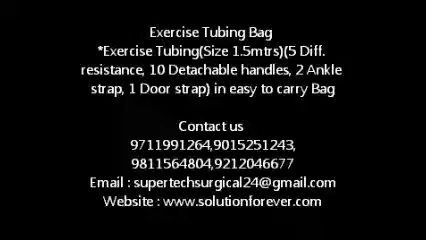 Exercise Tubing Bag
*Exercise Tubing(Size 1.5mtrs)(5 Diff.
resistance, 10 Detachable handles, 2 Ankle
strap, 1 Door strap) in easy to carry Bag
Contact us
9711991264,9015251243,
9811564804,9212046677
Email : supertechsurgical24@gmail.com
Website : www.solutionforever.com